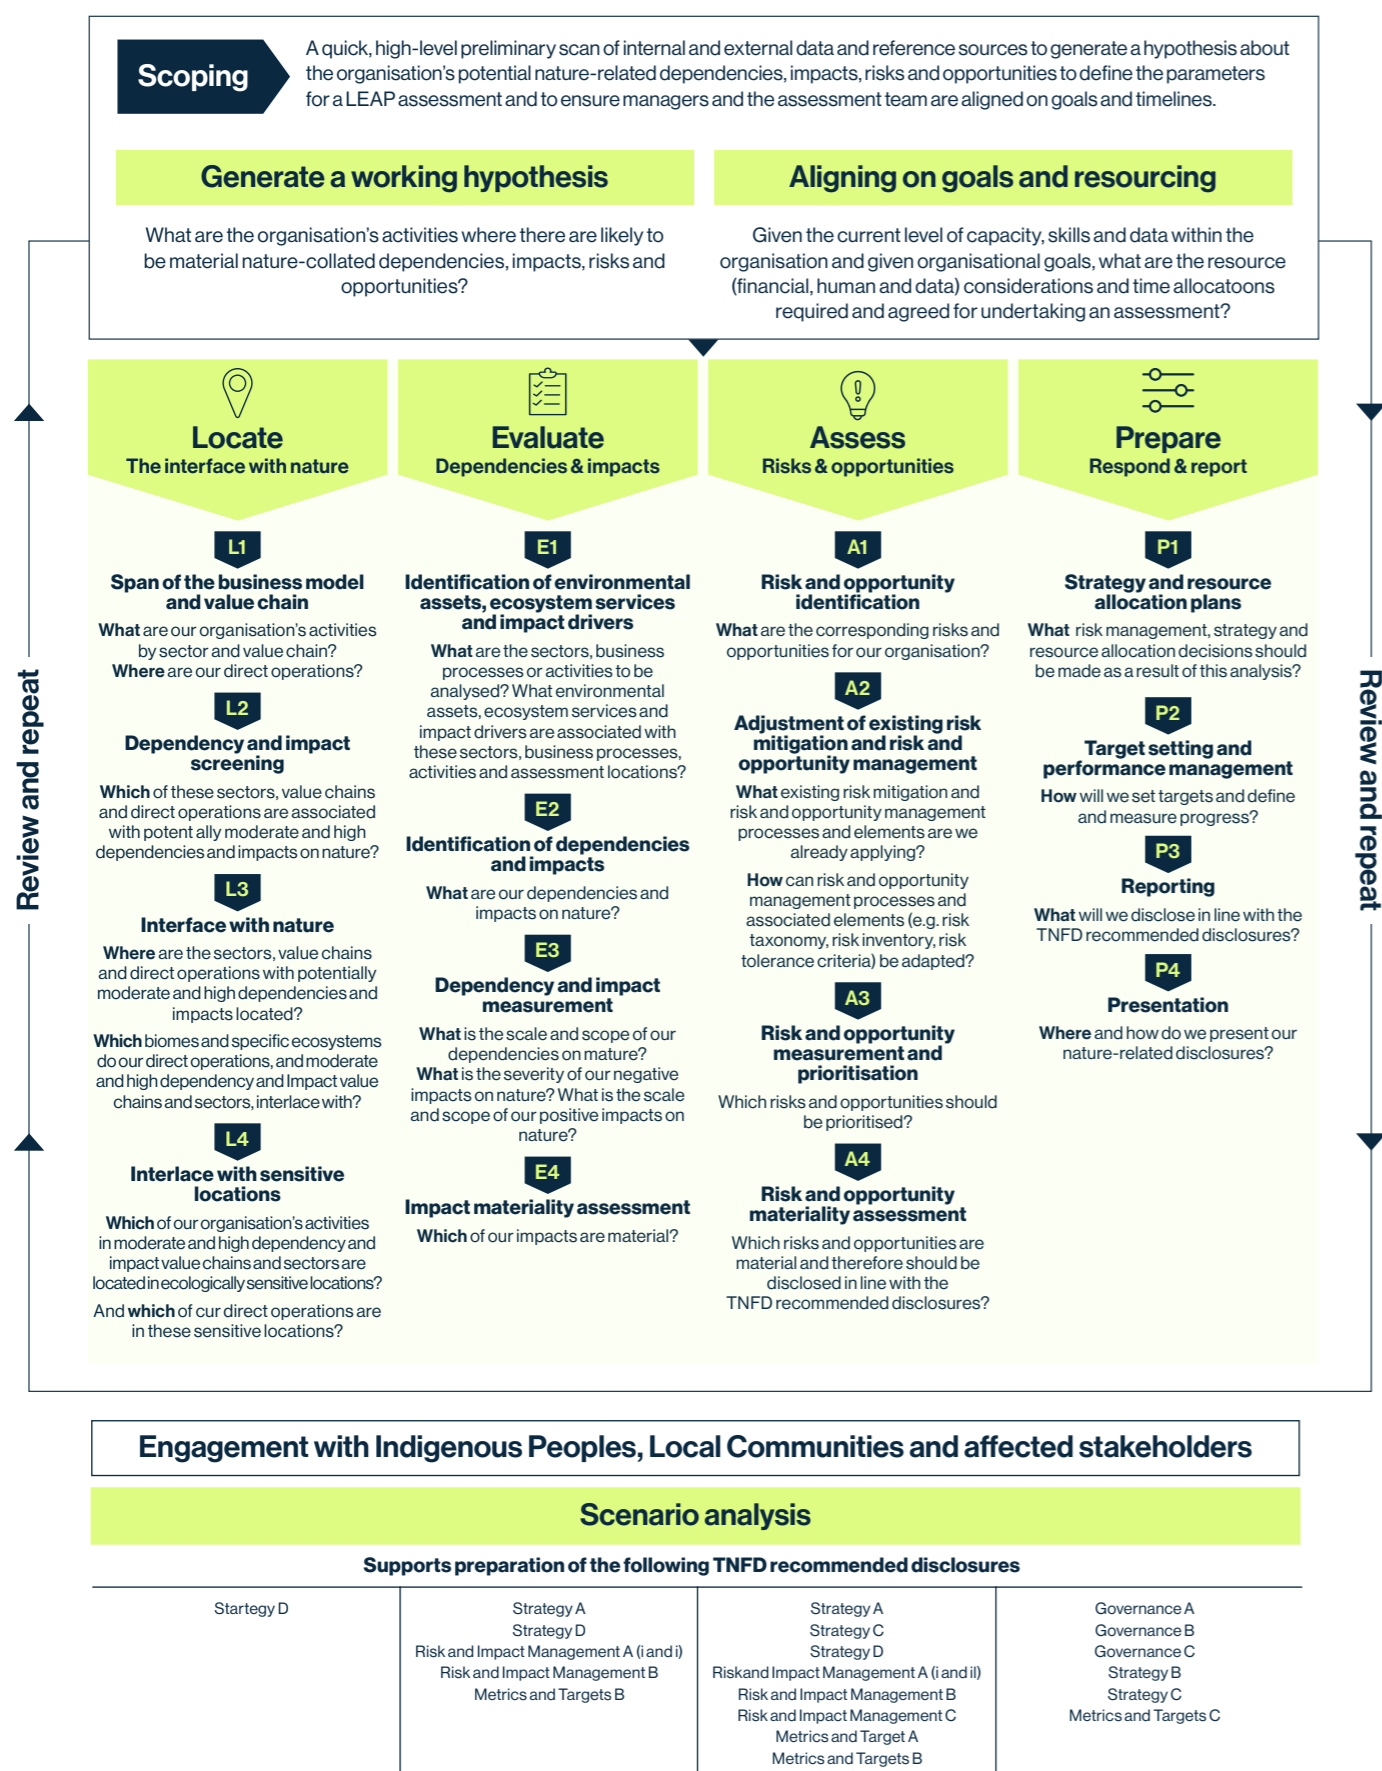 Scoping
A quick, high-level preliminary scan of internal and external data and reference sources to generate a hypothesis about
the organisation's potential nature-related dependencies, impacts, risks and opportunities to define the parameters
for a LEAP assessment and to ensure managers and the assessment team are aligned on goals and timelines.
Generate a working hypothesis
What are the organisation's activities where there are likely to
be material nature-collated dependencies, impacts, risks and
opportunities?
Aligning on goals and resourcing
Given the current level of capacity, skills and data within the
organisation and given organisational goals, what are the resource
(financial, human and data) considerations and time allocatoons
required and agreed for undertaking an assessment?
Review and repeat
Locate
The interface with nature
L1
Span of the business model
and value chain
What are our organisation's activities
by sector and value chain?
Where are our direct operations?
L2
Dependency and impact
screening
Which of these sectors, value chains
and direct operations are associated
with potent ally moderate and high
dependencies and impacts on nature?
L3
Interface with nature
Where are the sectors, value chains
and direct operations with potentially
moderate and high dependencies and
impacts located?
Which biomes and specific ecosystems
do our direct operations, and moderate
and high dependency and Impact value
chains and sectors, interlace with?
L4
Interlace with sensitive
locations
Which of our organisation's activities
in moderate and high dependency and
impact value chains and sectors are
located in ecologically sensitive locations?
And which of cur direct operations are
in these sensitive locations?
Evaluate
Dependencies & impacts
E1
Identification of environmental
assets, ecosystem services
and impact drivers
What are the sectors, business
processes or activities to be
analysed? What environmental
assets, ecosystem services and
impact drivers are associated with
these sectors, business processes,
activities and assessment locations?
E2
Identification of dependencies
and impacts
What are our dependencies and
impacts on nature?
E3
Dependency and impact
measurement
What is the scale and scope of our
dependencies on mature?
What is the severity of our negative
impacts on nature? What is the scale
and scope of our positive impacts on
nature?
E4
Impact materiality assessment
Which of our impacts are material?
Assess
Risks & opportunities
A1
Risk and opportunity
identification
What are the corresponding risks and
opportunities for our organisation?
A2
Adjustment of existing risk
mitigation and risk and
opportunity management
What existing risk mitigation and
risk and opportunity management
processes and elements are we
already applying?
How can risk and opportunity
management processes and
associated elements (e.g. risk
taxonomy, risk inventory, risk
tolerance criteria) be adapted?
A3
Risk and opportunity
measurement and
prioritisation
Which risks and opportunities should
be prioritised?
A4
Risk and opportunity
materiality assessment
Which risks and opportunities are
material and therefore should be
disclosed in line with the
TNFD recommended disclosures?
Prepare
Respond & report
P1
Strategy and resource
allocation plans
What risk management, strategy and
resource allocation decisions should
be made as a result of this analysis?
P2
Target setting and
performance management
How will we set targets and define
and measure progress?
P3
Reporting
What will we disclose in line with the
TNFD recommended disclosures?
P4
Presentation
Where and how do we present our
nature-related disclosures?
Review and repeat
Engagement with Indigenous Peoples, Local Communities and affected stakeholders
Scenario analysis
Supports preparation of the following TNFD recommended disclosures
Startegy D
Strategy A
Strategy D
Risk and Impact Management A (i and i)
Risk and Impact Management B
Metrics and Targets B
Strategy A
Strategy C
Strategy D
Riskand Impact Management A (i and il)
Risk and Impact Management B
Risk and Impact Management C
Metrics and Target A
Metrics and Targets B
Governance A
Governance B
Governance C
Strategy B
Strategy C
Metrics and Targets C